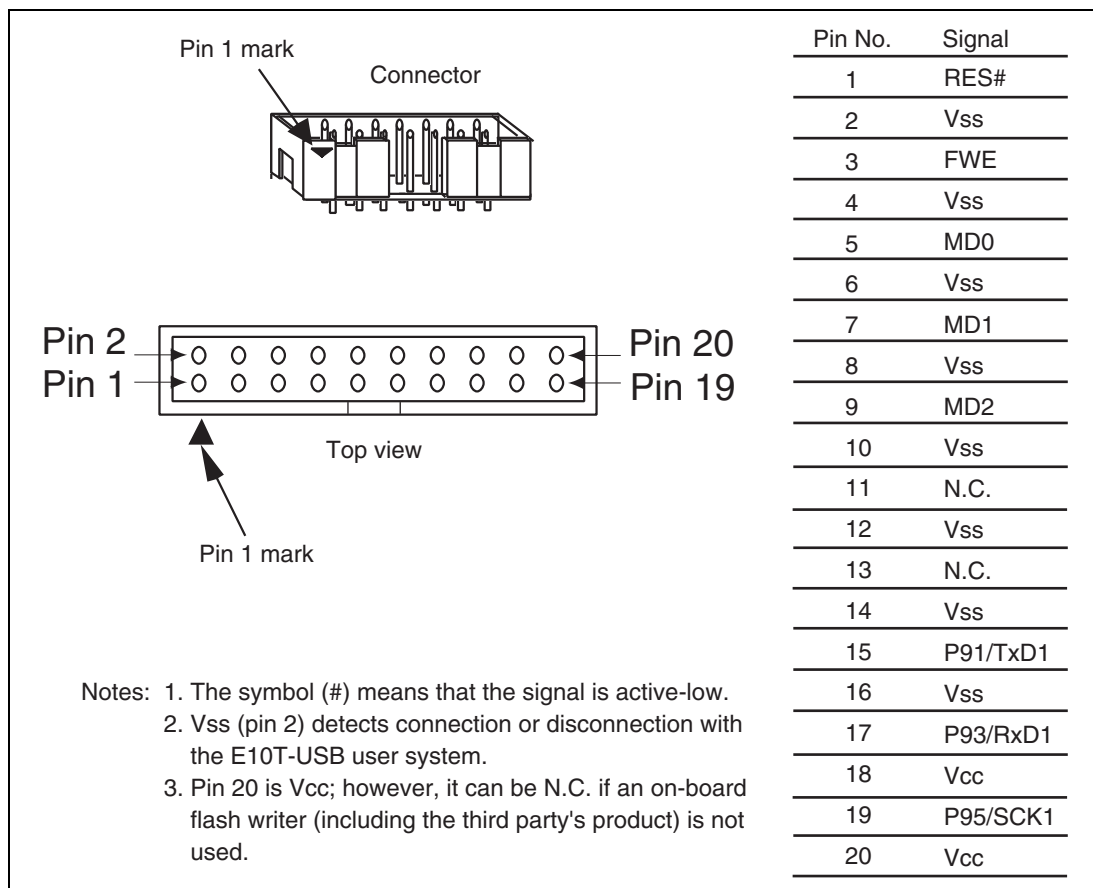 Pin 1 mark
Connector
Pin 2
Pin 1
Pin 20
Pin 19
Top view
Pin 1 mark
Notes: 1. The symbol (#) means that the signal is active-low.
2. Vss (pin 2) detects connection or disconnection with
the E10T-USB user system.
3. Pin 20 is Vcc; however, it can be N.C. if an on-board
flash writer (including the third party's product) is not
used.
Pin No. Signal
1 RES#
2 Vss
3 FWE
4 Vss
5 MD0
6 Vss
7 MD1
8 Vss
9 MD2
10 Vss
11 N.C.
12 Vss
13 N.C.
14 Vss
15 P91/TxD1
16 Vss
17 P93/RxD1
18 Vcc
19 P95/SCK1
20 Vcc